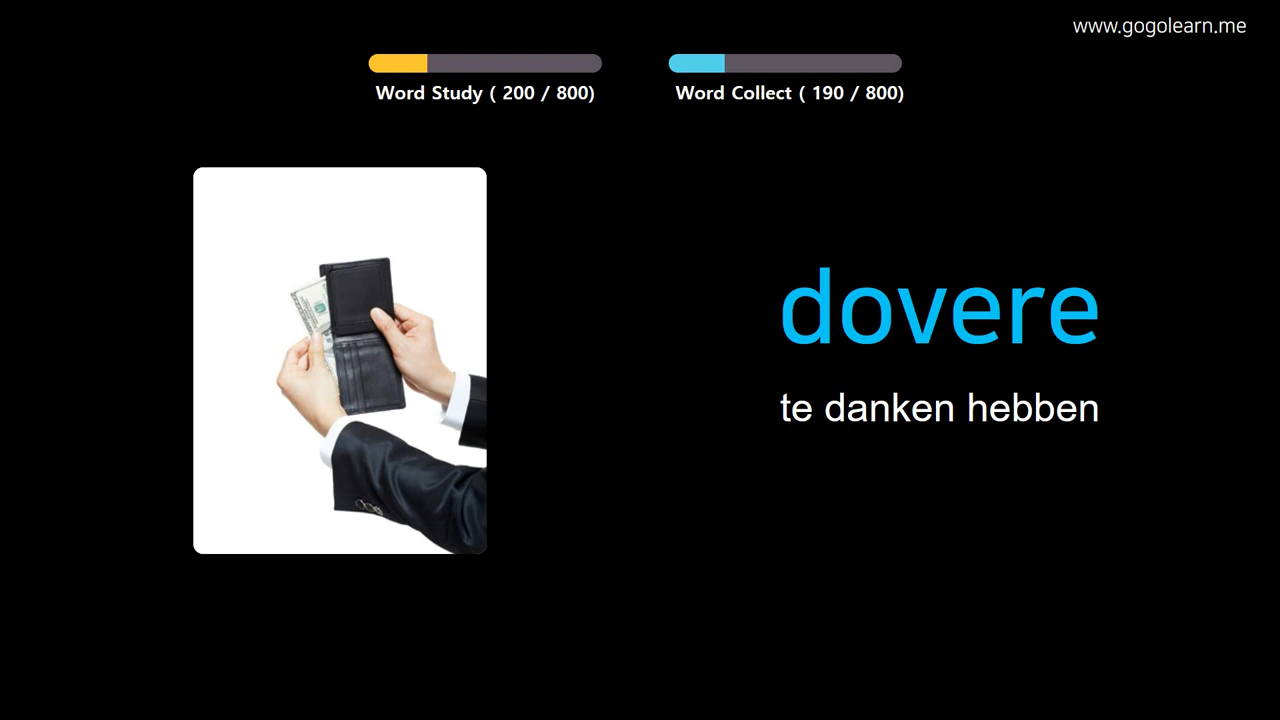 www.gogolearn.me
Word Study ( 200 / 800)
Word Collect ( 190 / 800)
dovere
te danken hebben